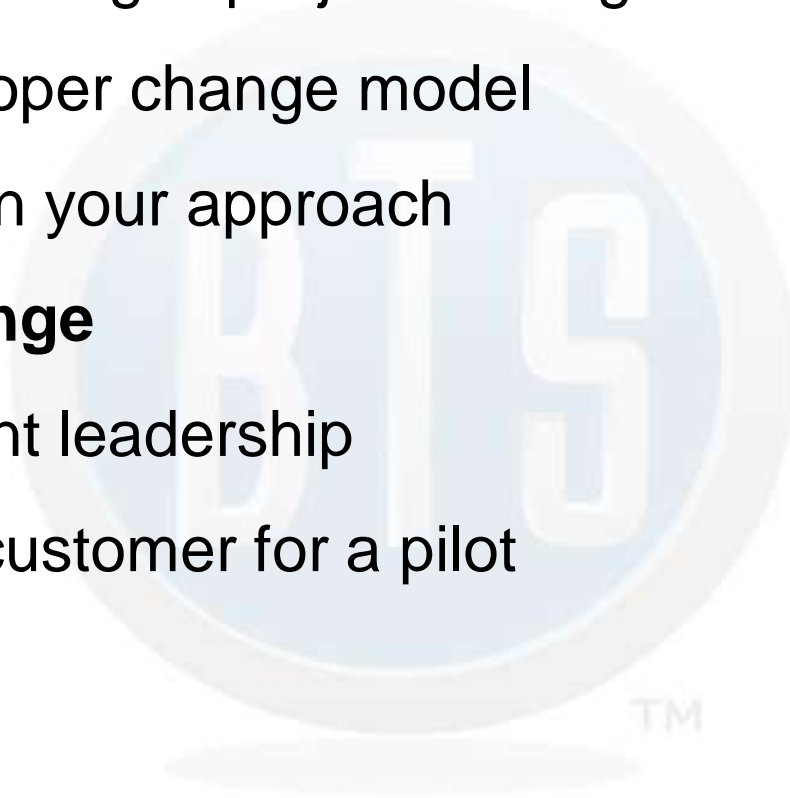 oper change model
n your approach
nge
nt leadership
customer for a pilot
BTS
TM